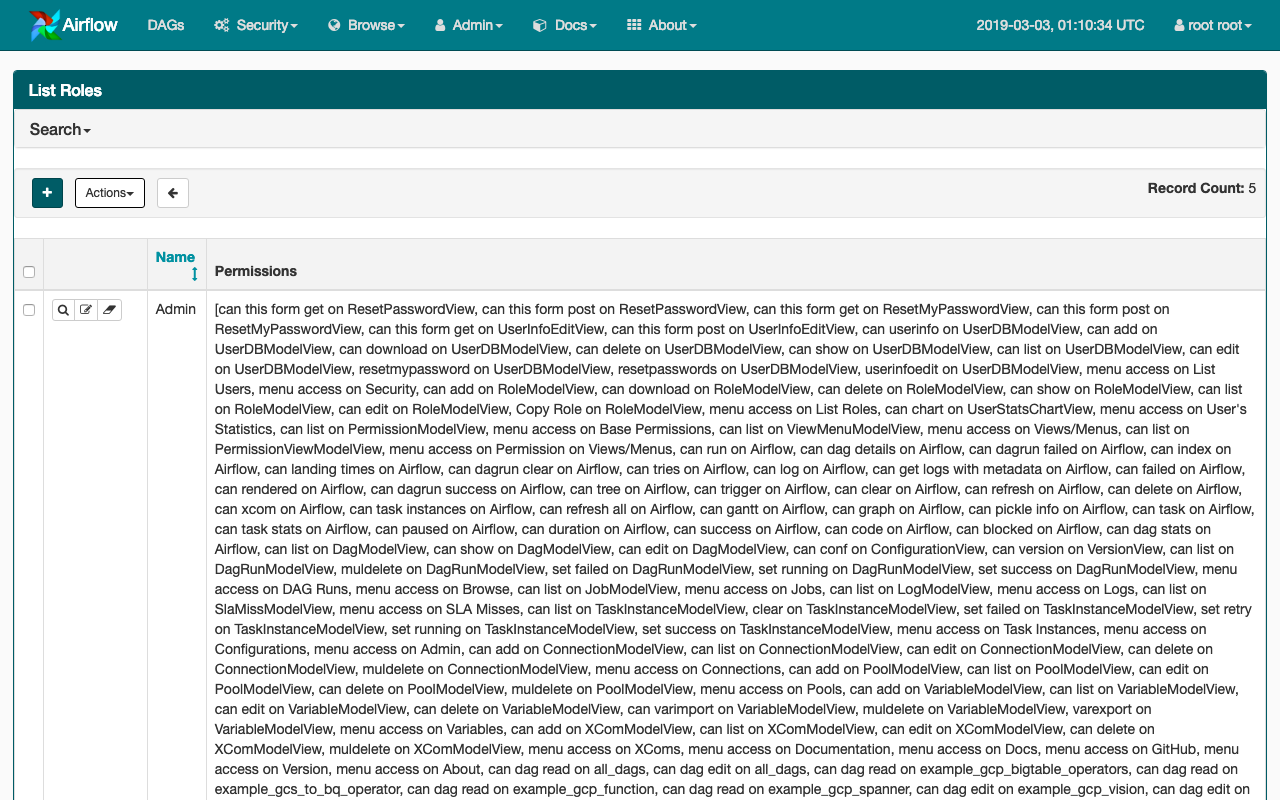 Airflow DAGs Security Browse Admin Docs About 2019-03-03, 01:10:34 UTC root root
List Roles
Search
+ Actions Record Count: 5
Name
Permissions
Admin [can this form get on ResetPasswordView, can this form post on ResetPasswordView, can this form get on ResetMyPasswordView, can this form post on
ResetMyPasswordView, can this form get on UserInfoEditView, can this form post on UserInfoEditView, can userinfo on UserDBModelView, can add on
UserDBModelView, can download on UserDBModelView, can delete on UserDBModelView, can show on UserDBModelView, can list on UserDBModelView, can edit
on UserDBModelView, resetmypassword on UserDBModelView, resetpasswords on UserDBModelView, userinfoedit on UserDBModelView, menu access on List
Users, menu access on Security, can add on RoleModelView, can download on RoleModelView, can delete on RoleModelView, can show on RoleModelView, can list
on RoleModelView, can edit on RoleModelView, Copy Role on RoleModelView, menu access on List Roles, can chart on UserStatsChartView, menu access on User's
Statistics, can list on PermissionModelView, menu access on Base Permissions, can list on ViewMenuModelView, menu access on Views/Menus, can list on
PermissionViewModelView, menu access on Permission on Views/Menus, can run on Airflow, can dag details on Airflow, can dagrun failed on Airflow, can index on
Airflow, can landing times on Airflow, can dagrun clear on Airflow, can tries on Airflow, can log on Airflow, can get logs with metadata on Airflow, can failed on Airflow,
can rendered on Airflow, can dagrun success on Airflow, can tree on Airflow, can trigger on Airflow, can clear on Airflow, can refresh on Airflow, can delete on Airflow,
can xcom on Airflow, can task instances on Airflow, can refresh all on Airflow, can gantt on Airflow, can graph on Airflow, can pickle info on Airflow, can task on Airflow,
can task stats on Airflow, can paused on Airflow, can duration on Airflow, can success on Airflow, can code on Airflow, can blocked on Airflow, can dag stats on
Airflow, can list on DagModelView, can show on DagModelView, can edit on DagModelView, can conf on ConfigurationView, can version on VersionView, can list on
DagRunModelView, muldelete on DagRunModelView, set failed on DagRunModelView, set running on DagRunModelView, set success on DagRunModelView, menu
access on DAG Runs, menu access on Browse, can list on JobModelView, menu access on Jobs, can list on LogModelView, menu access on Logs, can list on
SlaMissModelView, menu access on SLA Misses, can list on TaskInstanceModelView, clear on TaskInstanceModelView, set failed on TaskInstanceModelView, set retry
on TaskInstanceModelView, set running on TaskInstanceModelView, set success on TaskInstanceModelView, menu access on Task Instances, menu access on
Configurations, menu access on Admin, can add on ConnectionModelView, can list on ConnectionModelView, can edit on ConnectionModelView, can delete on
ConnectionModelView, muldelete on ConnectionModelView, menu access on Connections, can add on PoolModelView, can list on PoolModelView, can edit on
PoolModelView, can delete on PoolModelView, muldelete on PoolModelView, menu access on Pools, can add on VariableModelView, can list on VariableModelView,
can edit on VariableModelView, can delete on VariableModelView, can varimport on VariableModelView, muldelete on VariableModelView, varexport on
VariableModelView, menu access on Variables, can add on XComModelView, can list on XComModelView, can edit on XComModelView, can delete on
XComModelView, muldelete on XComModelView, menu access on XComs, menu access on Documentation, menu access on Docs, menu access on GitHub, menu
access on Version, menu access on About, can dag read on all_dags, can dag edit on all_dags, can dag read on example_gcp_bigtable_operators, can dag read on
example_gcs_to_bq_operator, can dag read on example_gcp_function, can dag read on example_gcp_spanner, can dag edit on example_gcp_vision, can dag edit on